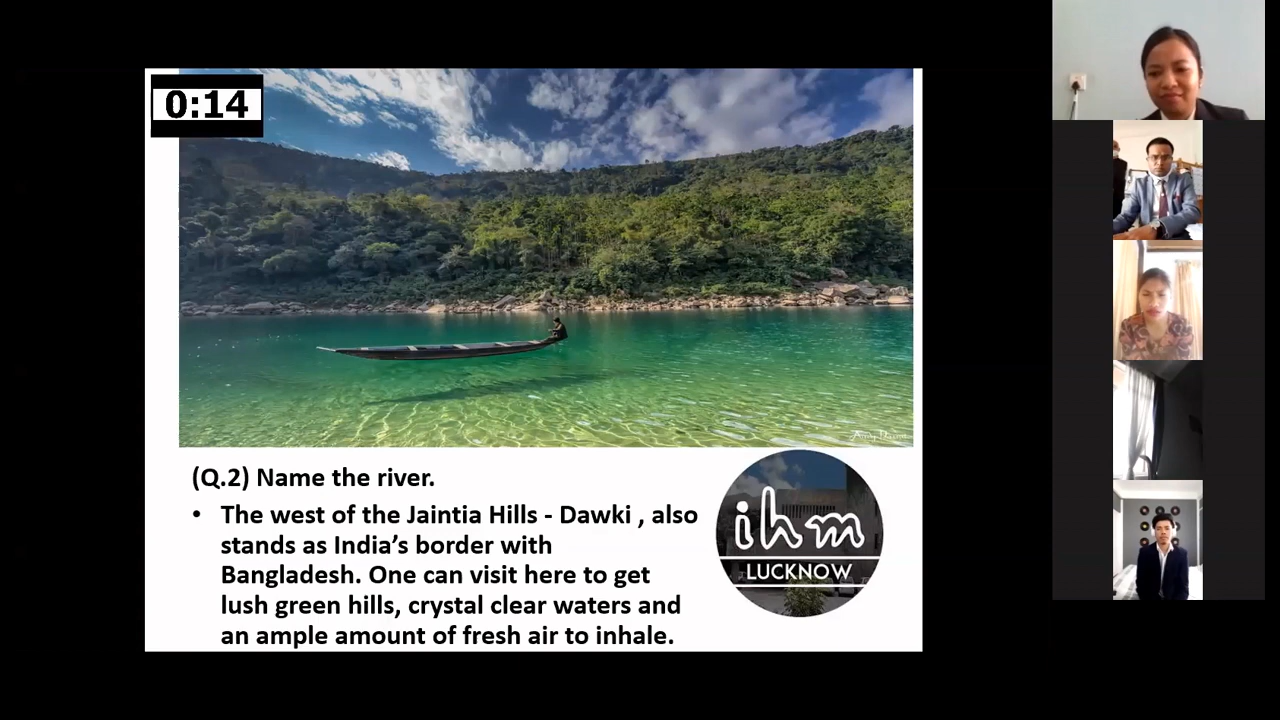 0:14
(Q.2) Name the river.
• The west of the Jaintia Hills - Dawki , also
stands as India’s border with
Bangladesh. One can visit here to get
lush green hills, crystal clear waters and
an ample amount of fresh air to inhale.
ihm
LUCKNOW